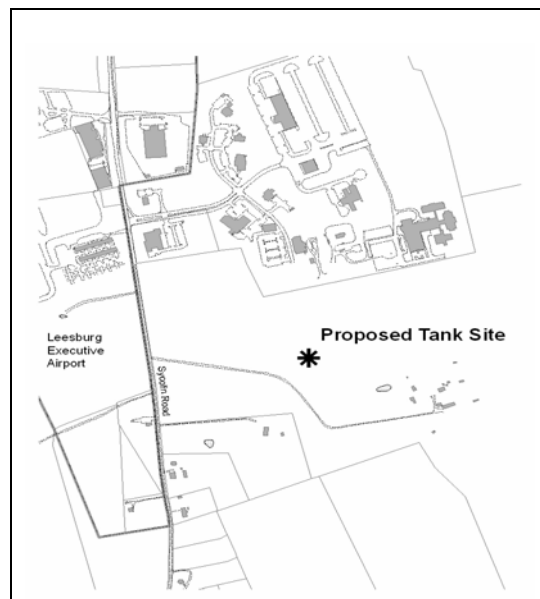 Proposed Tank Site
Leesburg
Executive
Airport
Sycolin Road